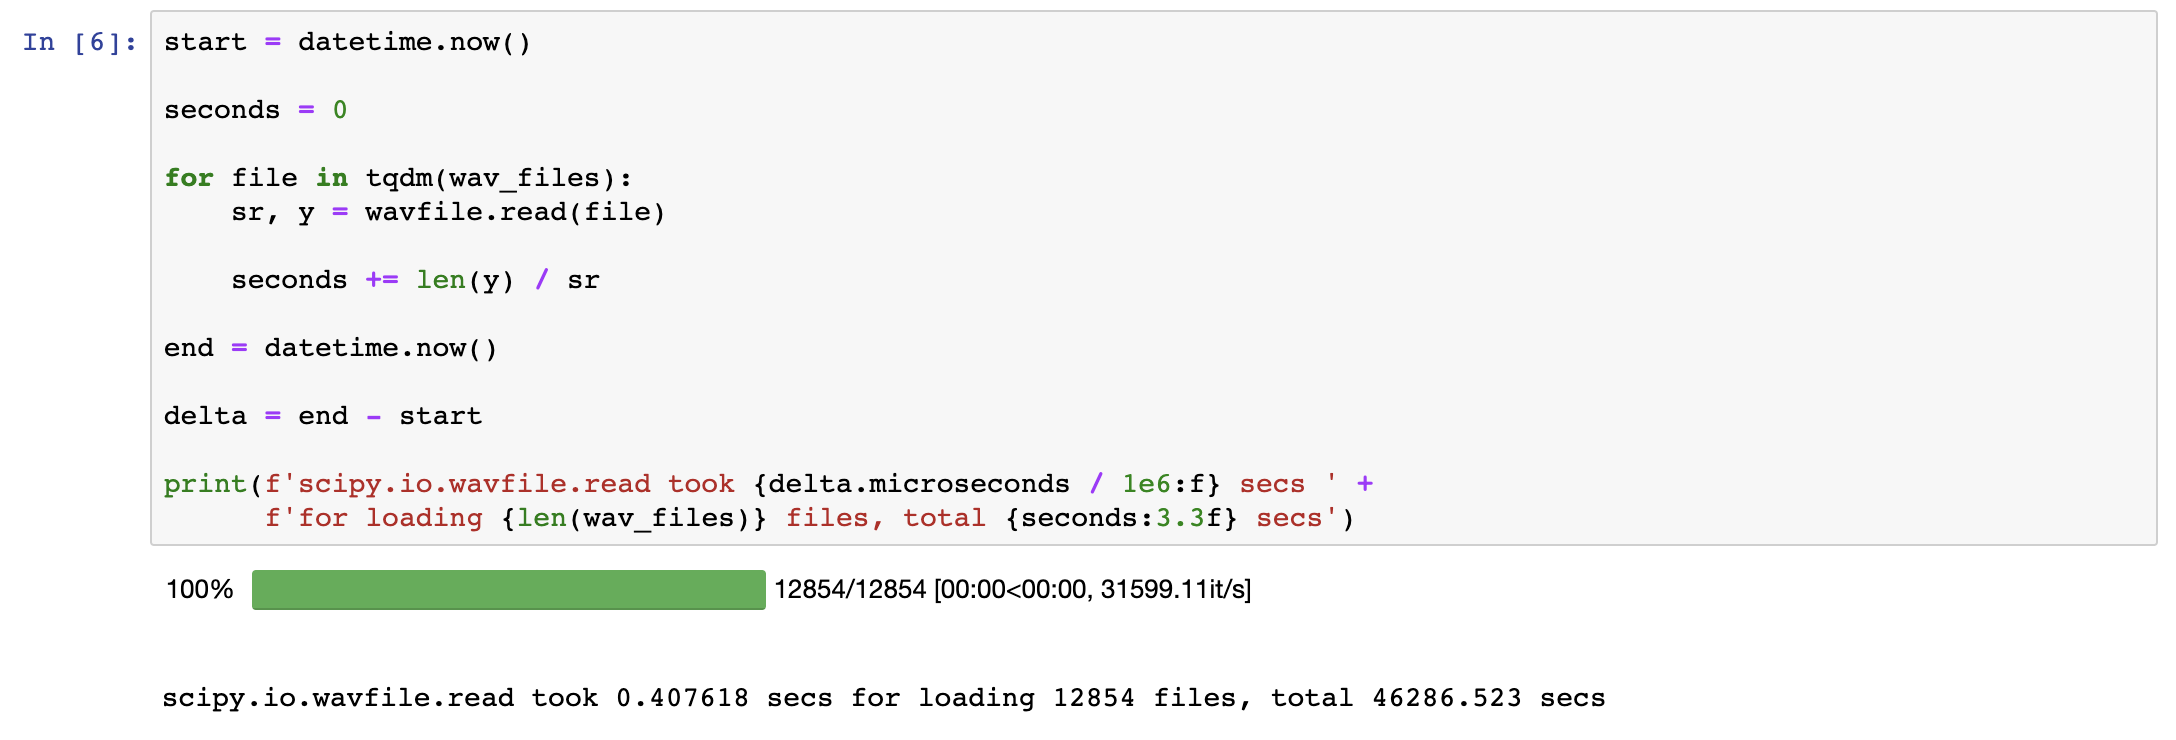 In [6]: start = datetime.now()
seconds = 0
for file in tqdm(wav_files):
    sr, y = wavfile.read(file)
    seconds += len(y) / sr
end = datetime.now()
delta = end - start
print(f'scipy.io.wavfile.read took {delta.microseconds / 1e6:f} secs ' +
      f'for loading {len(wav_files)} files, total {seconds:3.3f} secs')
100% 12854/12854 [00:00<00:00, 31599.11it/s]
scipy.io.wavfile.read took 0.407618 secs for loading 12854 files, total 46286.523 secs